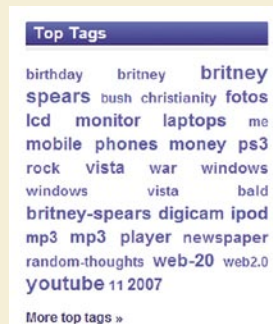 Top Tags
birthday britney britney
spears bush christianity fotos
lcd monitor laptops me
mobile phones money ps3
rock vista war windows
windows vista bald
britney-spears digicam ipod
mp3 mp3 player newspaper
random-thoughts web-20 web2.0
youtube 11 2007
More top tags »